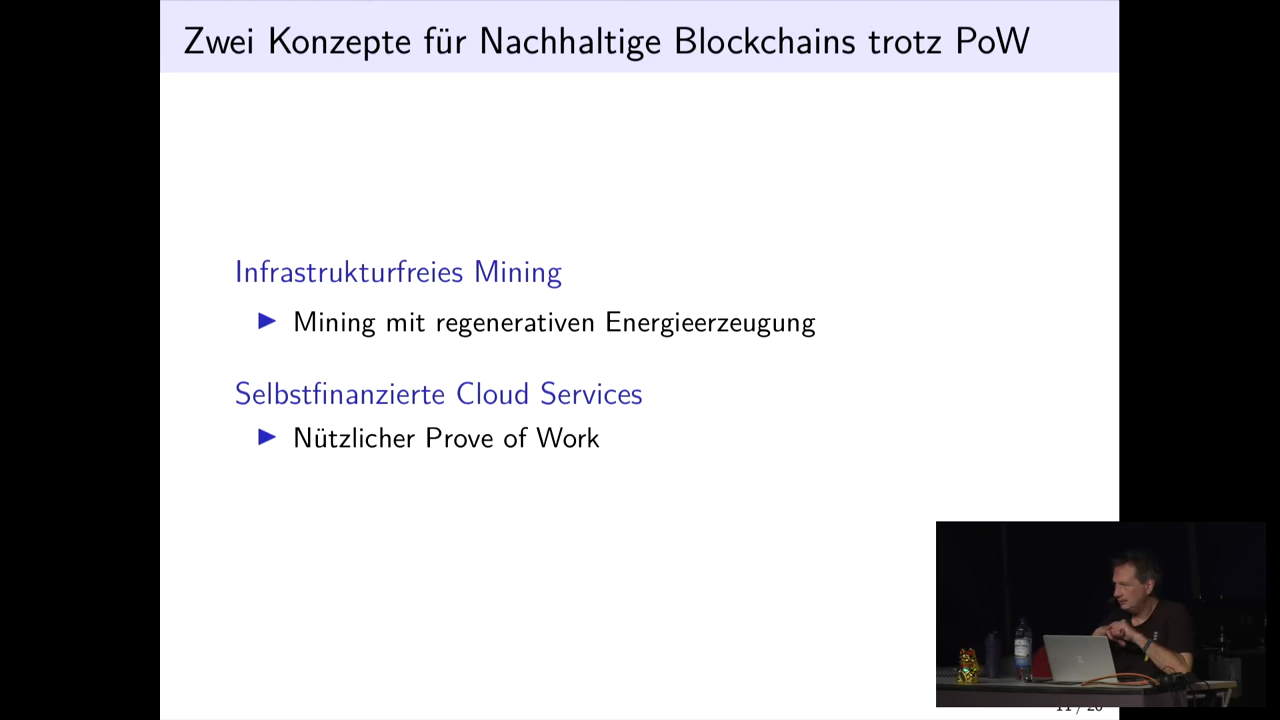 Zwei Konzepte für Nachhaltige Blockchains trotz PoW
Infrastrukturfreies Mining
Mining mit regenerativen Energieerzeugung
Selbstfinanzierte Cloud Services
Nützlicher Prove of Work